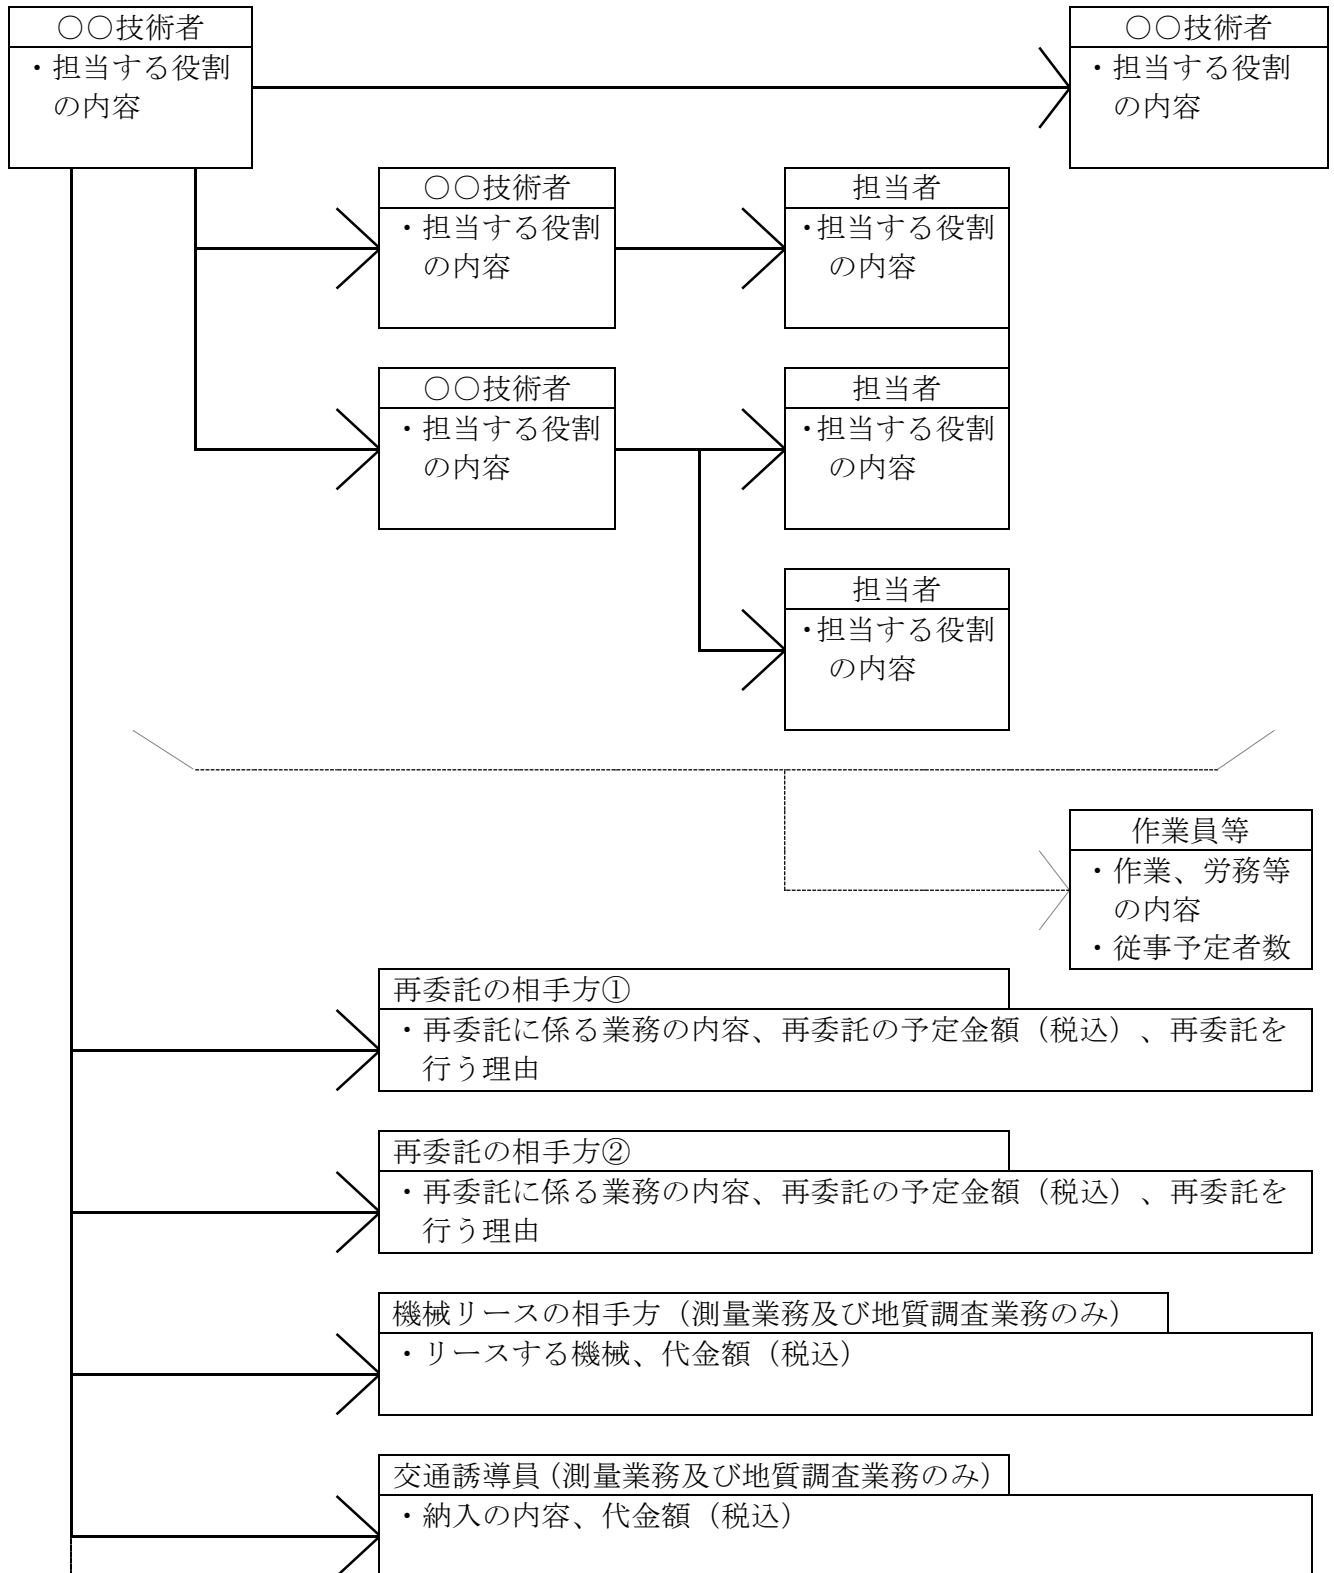 ○○技術者
・担当する役割
の内容
○○技術者
・担当する役割
の内容
○○技術者
・担当する役割
の内容
担当者
・担当する役割
の内容
○○技術者
・担当する役割
の内容
担当者
・担当する役割
の内容
担当者
・担当する役割
の内容
作業員等
・作業、労務等
の内容
・従事予定者数
再委託の相手方①
・再委託に係る業務の内容、再委託の予定金額（税込）、再委託を
行う理由
再委託の相手方②
・再委託に係る業務の内容、再委託の予定金額（税込）、再委託を
行う理由
機械リースの相手方（測量業務及び地質調査業務のみ）
・リースする機械、代金額（税込）
交通誘導員（測量業務及び地質調査業務のみ）
・納入の内容、代金額（税込）